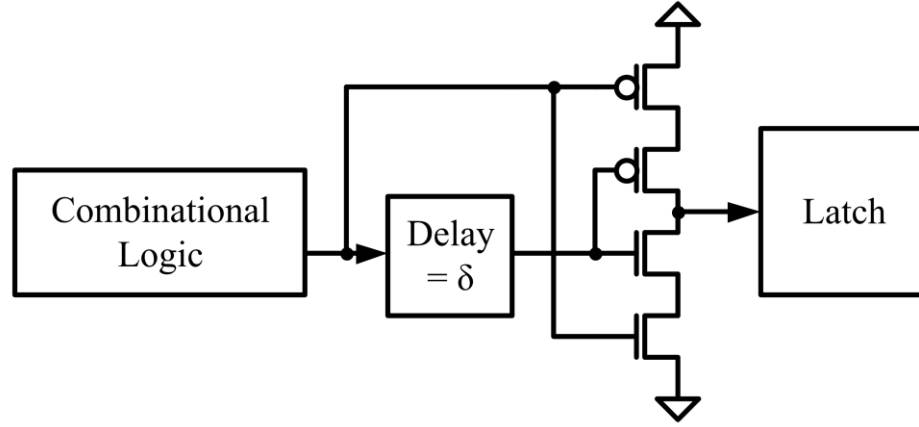 Combinational
Logic
Delay
= δ
Latch